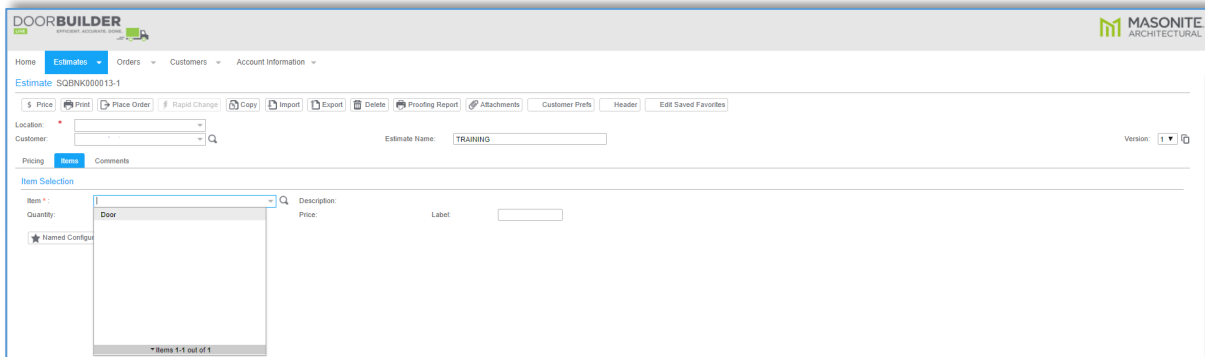 DOORBUILDER
LIVE EFFICIENT. ACCURATE. DONE.
MASONITE.
ARCHITECTURAL
Home Estimates Orders Customers Account Information
Estimate SQBNK000013-1
$ Price Print Place Order Rapid Change Copy Import Export Delete Proofing Report Attachments Customer Prefs Header Edit Saved Favorites
Location: *
Customer: Estimate Name: TRAINING Version: 1
Pricing Items Comments
Item Selection
Item * : Description:
Quantity: Door Price: Label:
Named Configur
Items 1-1 out of 1